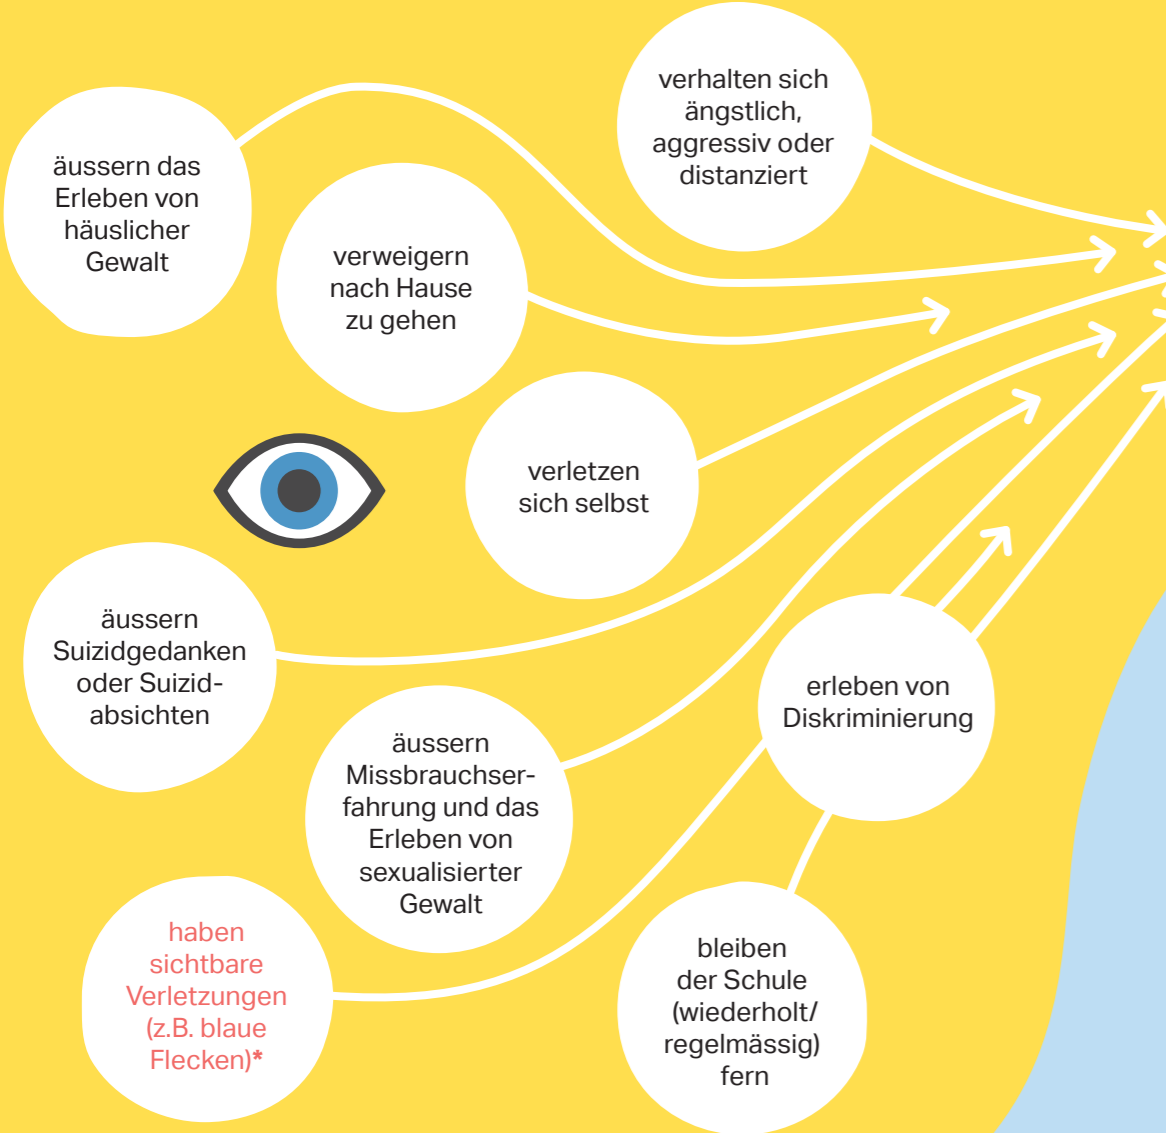 verhalten sich
ängstlich,
aggressiv oder
distanziert
äussern das
Erleben von
häuslicher
Gewalt
verweigern
nach Hause
zu gehen
verletzen
sich selbst
äussern
Suizidgedanken
oder Suizid-
absichten
erleben von
Diskriminierung
äussern
Missbrauchser-
fahrung und das
Erleben von
sexualisierter
Gewalt
haben
sichtbare
Verletzungen
(z.B. blaue
Flecken)*
bleiben
der Schule
(wiederholt/
regelmässig)
fern